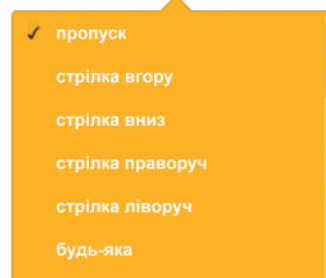 пропуск
стрілка вгору
стрілка вниз
стрілка праворуч
стрілка ліворуч
будь-яка